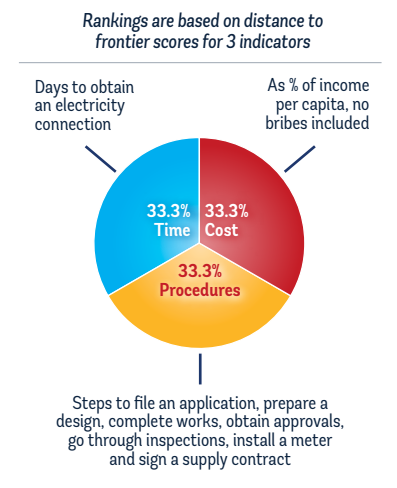 Rankings are based on distance to
frontier scores for 3 indicators
Days to obtain
an electricity
connection
As % of income
per capita, no
bribes included
33.3%
Time
33.3%
Cost
33.3%
Procedures
Steps to file an application, prepare a
design, complete works, obtain approvals,
go through inspections, install a meter
and sign a supply contract